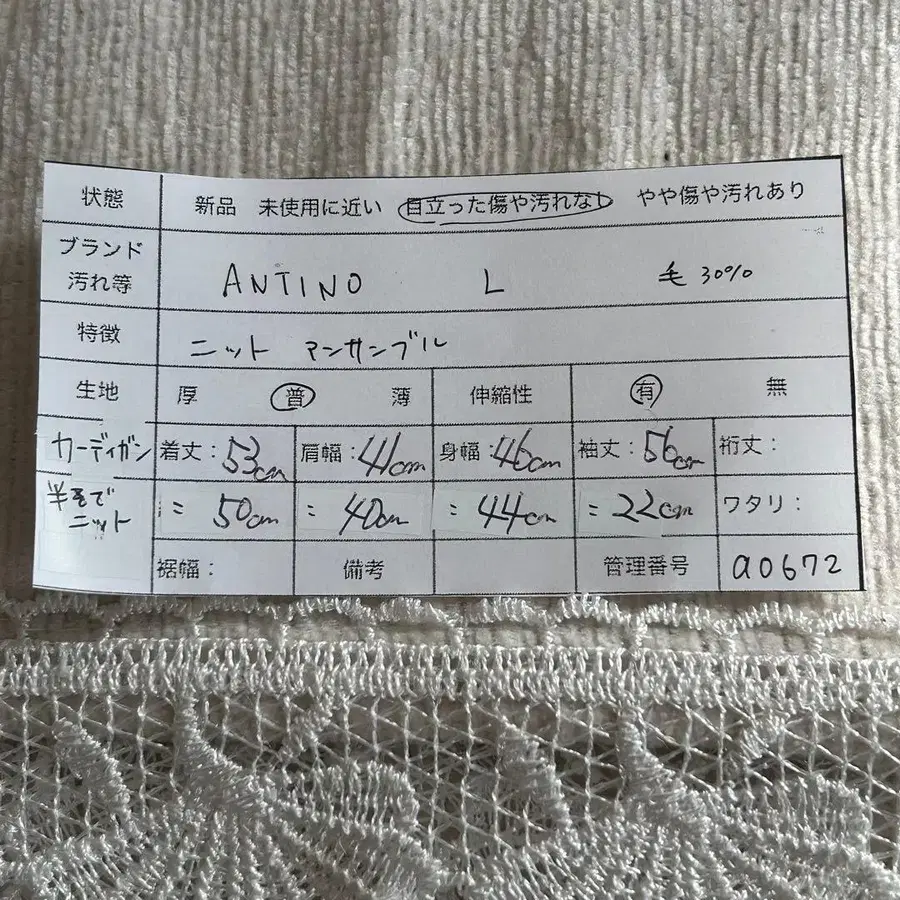 状態 新品 未使用に近い 目立った傷や汚れなし やや傷や汚れあり
ブランド
汚れ等 ANTINO L 毛 30%
特徴 ニット アンサンブル
生地 厚 普 薄 伸縮性 有 無
カーディガン 着丈: 53cm 肩幅: 41cm 身幅: 46cm 袖丈: 56cm 裄丈:
半そで
ニット = 50cm = 40cm = 44cm = 22cm ワタリ:
裾幅: 備考 管理番号 a0672